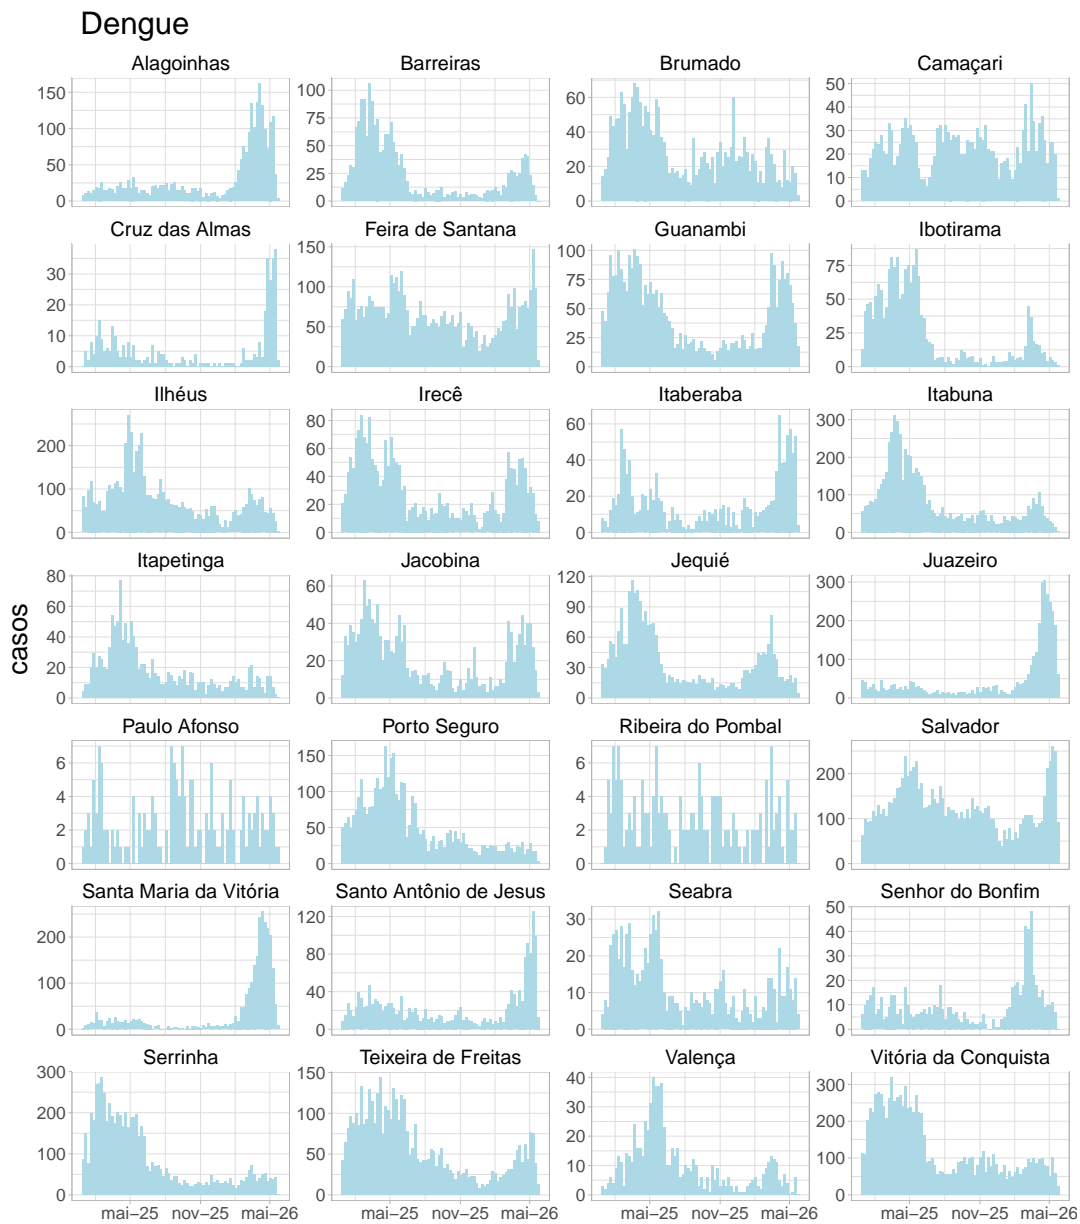 Dengue
Alagoinhas Barreiras Brumado Camaçari
150 100 50 0
100 75 50 25 0
60 40 20 0
50 40 30 20 10 0
Cruz das Almas Feira de Santana Guanambi Ibotirama
30 20 10 0
150 100 50 0
100 75 50 25 0
75 50 25 0
Ilhéus Irecê Itaberaba Itabuna
200 100 0
80 60 40 20 0
60 40 20 0
300 200 100 0
Itapetinga Jacobina Jequié Juazeiro
80 60 40 20 0
60 40 20 0
120 90 60 30 0
300 200 100 0
casos
Paulo Afonso Porto Seguro Ribeira do Pombal Salvador
6 4 2 0
150 100 50 0
6 4 2 0
200 100 0
Santa Maria da Vitória Santo Antônio de Jesus Seabra Senhor do Bonfim
200 100 0
120 80 40 0
30 20 10 0
50 40 30 20 10 0
Serrinha Teixeira de Freitas Valença Vitória da Conquista
300 200 100 0
150 100 50 0
40 30 20 10 0
300 200 100 0
mai–25 nov–25 mai–26 mai–25 nov–25 mai–26 mai–25 nov–25 mai–26 mai–25 nov–25 mai–26